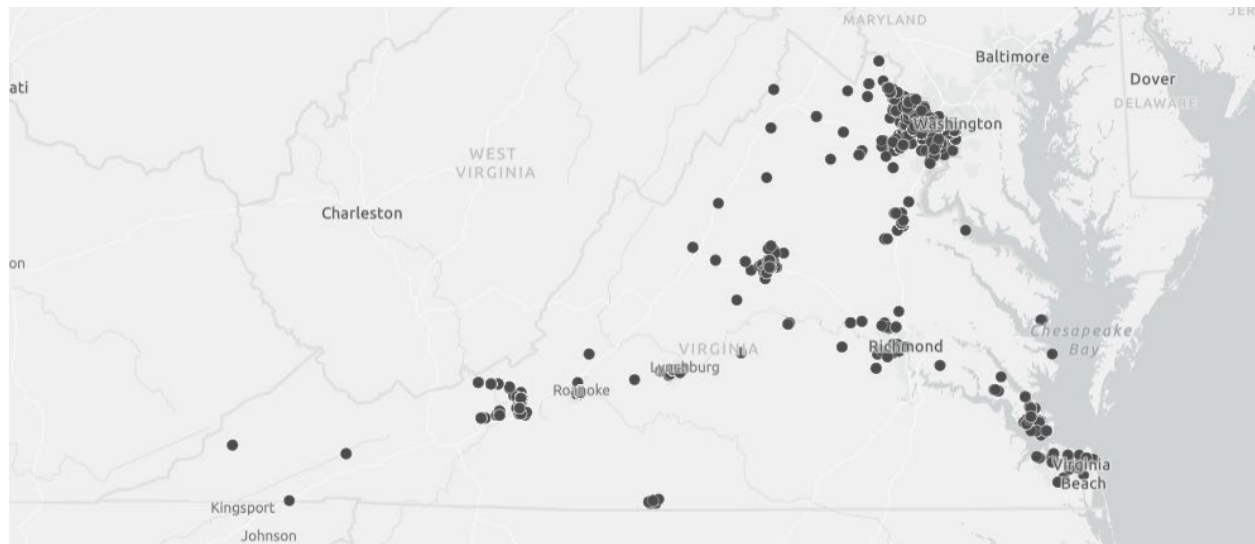 JER
MARYLAND
Baltimore
ati
Dover
DELAWARE
Washington
WEST
VIRGINIA
Charleston
on
Chesapeake
Bay
VIRGINIA
Richmond
Lynchburg
Roanoke
Virginia
Beach
Kingsport
Johnson